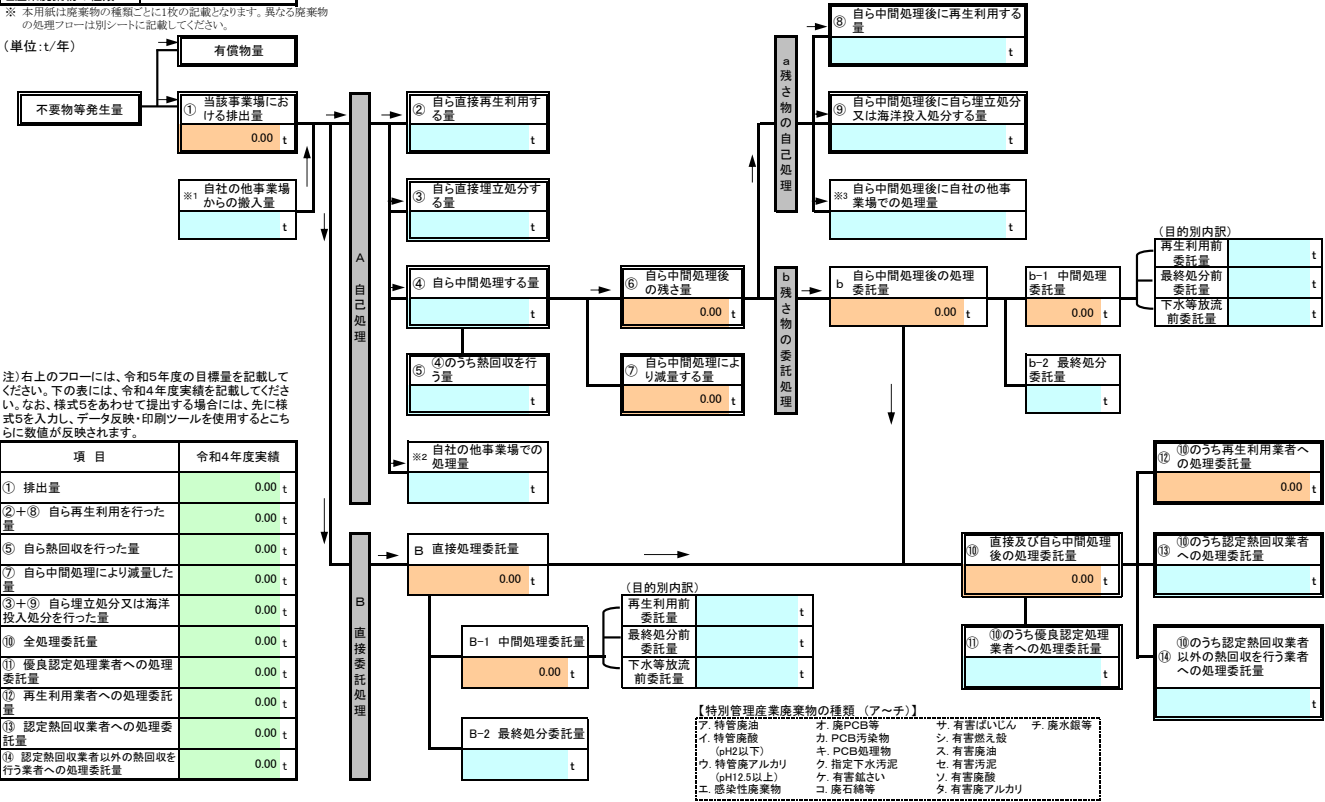 ※ 本用紙は廃棄物の種類ごとに1枚の記載となります。異なる廃棄物
の処理フローは別シートに記載してください。
(単位:t/年)
有償物量
不要物等発生量
① 当該事業場にお
ける排出量
0.00 t
※1 自社の他事業場
からの搬入量
t
A 自己処理
② 自ら直接再生利用す
る量
t
③ 自ら直接埋立処分す
る量
t
④ 自ら中間処理する量
t
⑤ ④のうち熱回収を行
う量
t
※2 自社の他事業場での
処理量
t
⑥ 自ら中間処理後
の残さ量
0.00 t
⑦ 自ら中間処理によ
り減量する量
0.00 t
a 残さ物の自己処理
⑧ 自ら中間処理後に再生利用する
量
t
⑨ 自ら中間処理後に自ら埋立処分
又は海洋投入処分する量
t
※3 自ら中間処理後に自社の他事
業場での処理量
t
b 残さ物の委託処理
b 自ら中間処理後の処理
委託量
0.00 t
b-1 中間処理
委託量
0.00 t
b-2 最終処分
委託量
t
(目的別内訳)
再生利用前
委託量
t
最終処分前
委託量
t
下水等放流
前委託量
t
注)右上のフローには、令和5年度の目標量を記載して
ください。下の表には、令和4年度実績を記載してくださ
い。なお、様式5をあわせて提出する場合には、先に様
式5を入力し、データ反映・印刷ツールを使用するとこち
らに数値が反映されます。
項 目 令和4年度実績
① 排出量 0.00 t
②+⑧ 自ら再生利用を行った
量 0.00 t
⑤ 自ら熱回収を行った量 0.00 t
⑦ 自ら中間処理により減量した
量 0.00 t
③+⑨ 自ら埋立処分又は海洋
投入処分を行った量 0.00 t
⑩ 全処理委託量 0.00 t
⑪ 優良認定処理業者への処理
委託量 0.00 t
⑫ 再生利用業者への処理委託
量 0.00 t
⑬ 認定熱回収業者への処理委
託量 0.00 t
⑭ 認定熱回収業者以外の熱回収を
行う業者への処理委託量 0.00 t
B 直接委託処理
B 直接処理委託量
0.00 t
B-1 中間処理委託量
0.00 t
B-2 最終処分委託量
t
(目的別内訳)
再生利用前
委託量
t
最終処分前
委託量
t
下水等放流
前委託量
t
⑩ 直接及び自ら中間処理
後の処理委託量
0.00 t
⑪ ⑩のうち優良認定処理
業者への処理委託量
t
⑫ ⑩のうち再生利用業者へ
の処理委託量
0.00 t
⑬ ⑩のうち認定熱回収業者
への処理委託量
t
⑭ ⑩のうち認定熱回収業者
以外の熱回収を行う業者
への処理委託量
t
【特別管理産業廃棄物の種類 (ア~チ)】
ア. 特管廃油 オ. 廃PCB等 サ. 有害ばいじん チ. 廃水銀等
イ. 特管廃酸 カ. PCB汚染物 シ. 有害燃え殻
(pH2以下) キ. PCB処理物 ス. 有害廃油
ウ. 特管廃アルカリ ク. 指定下水汚泥 セ. 有害汚泥
(pH12.5以上) ケ. 有害鉱さい ソ. 有害廃酸
エ. 感染性廃棄物 コ. 廃石綿等 タ. 有害廃アルカリ